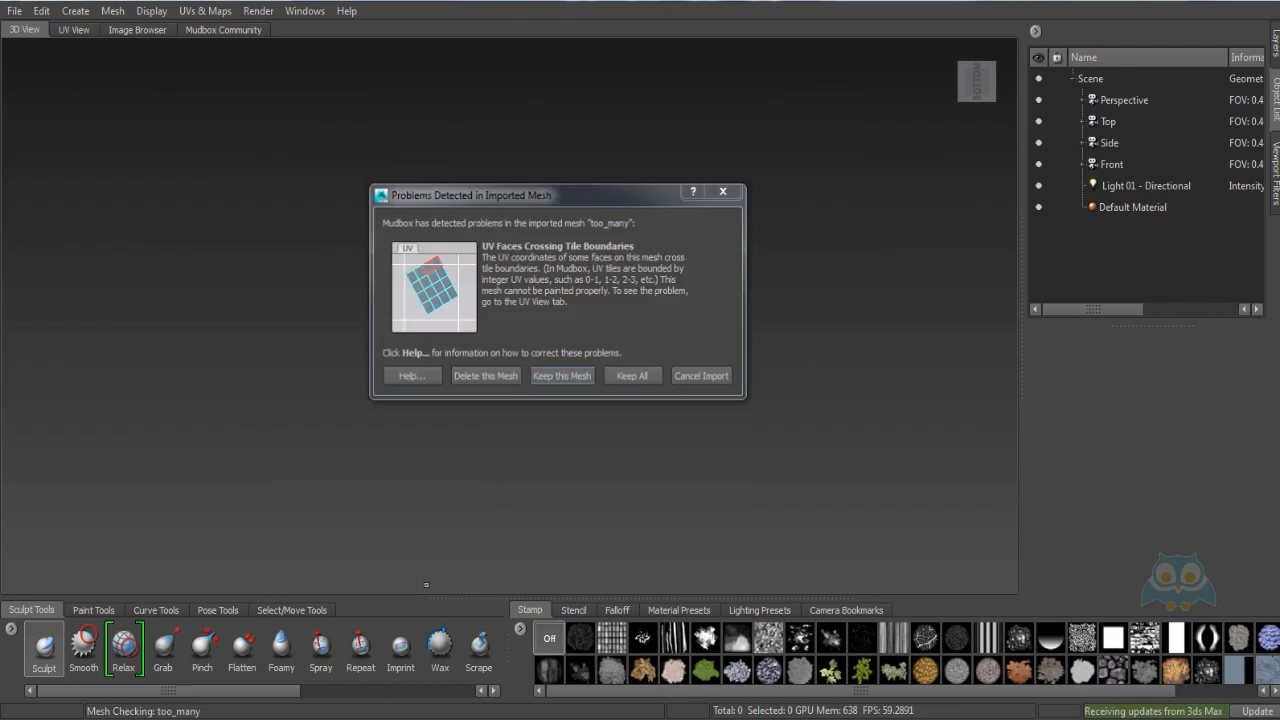 File Edit Create Mesh Display UVs & Maps Render Windows Help
3D View UV View Image Browser Mudbox Community
BOTTOM
Name Informa
Layers
Object List
Viewport Filters
Scene Geomet
Perspective FOV: 0.4
Top FOV: 0.4
Side FOV: 0.4
Front FOV: 0.4
Light 01 - Directional Intensity
Default Material
Problems Detected in Imported Mesh ?
Mudbox has detected problems in the imported mesh "too_many":
UV
UV Faces Crossing Tile Boundaries
The UV coordinates of some faces on this mesh cross
tile boundaries. (In Mudbox, UV tiles are bounded by
integer UV values, such as 0-1, 1-2, 2-3, etc.) This
mesh cannot be painted properly. To see the problem,
go to the UV View tab.
Click Help... for information on how to correct these problems.
Help... Delete this Mesh Keep this Mesh Keep All Cancel Import
Sculpt Tools Paint Tools Curve Tools Pose Tools Select/Move Tools
Stamp Stencil Falloff Material Presets Lighting Presets Camera Bookmarks
Off
Sculpt Smooth Relax Grab Pinch Flatten Foamy Spray Repeat Imprint Wax Scrape
Mesh Checking: too_many
Total: 0 Selected: 0 GPU Mem: 638 FPS: 59.2891
Receiving updates from 3ds Max Update